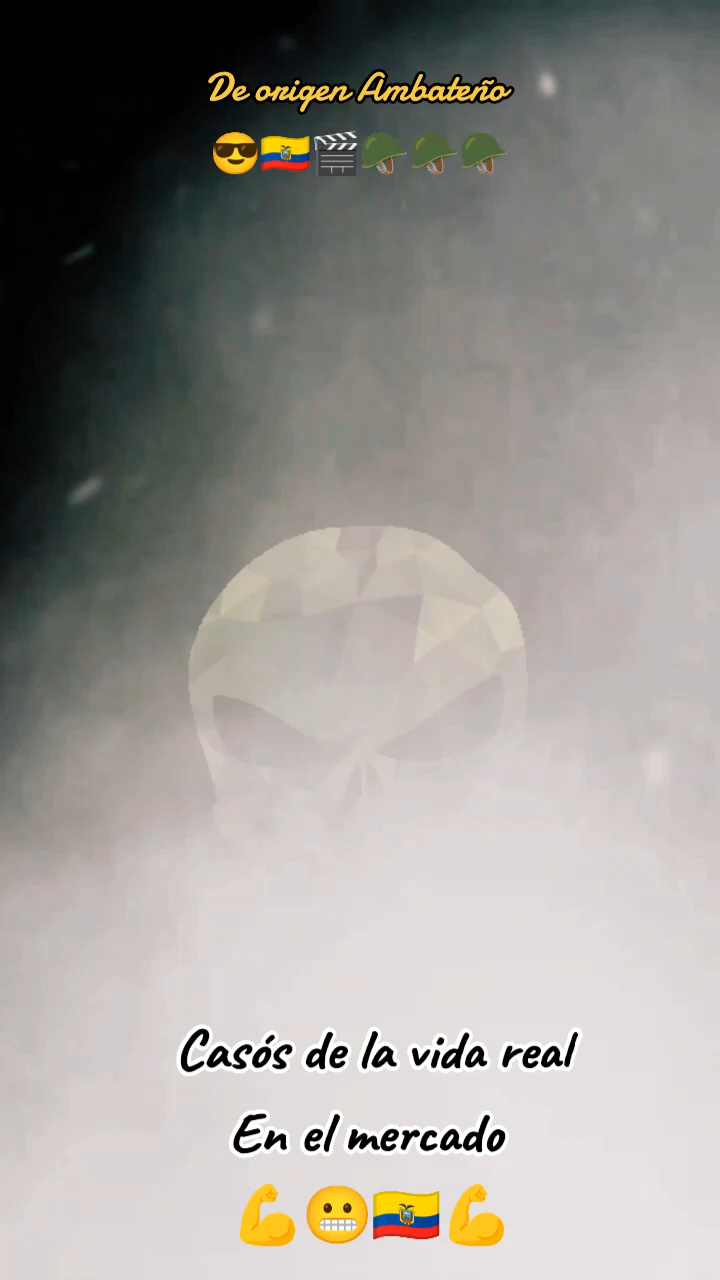 De origen Ambateño
😎🇪🇨🎬🪖🪖🪖
Casós de la vida real
En el mercado
💪😬🇪🇨💪